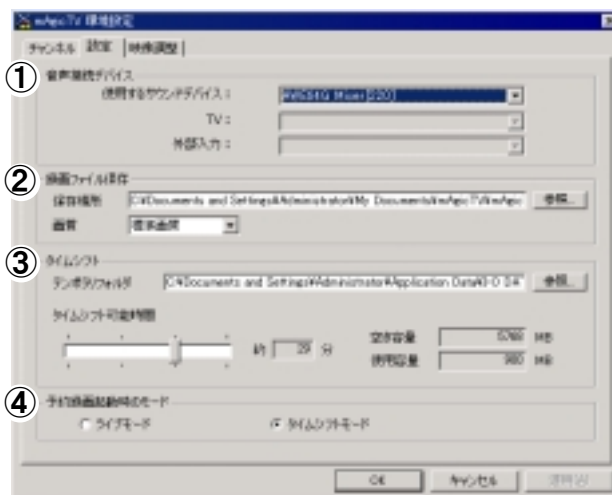 mAgicTV 環境設定
チャンネル 設定 映像調整
① 音声接続デバイス
使用するサウンドデバイス：
TV：
外部入力：
② 録画ファイル保存
保存場所 C:¥Documents and Settings¥Administrator¥My Documents¥mAgicTV¥mAgic 参照...
画質 標準画質
③ タイムシフト
テンポラリフォルダ C:¥Documents and Settings¥Administrator¥Application Data¥I-O DA 参照...
タイムシフト可能時間
約 29 分
空き容量 MB
使用容量 MB
④ 予約録画起動時のモード
ライブモード タイムシフトモード
OK キャンセル 適用(A)